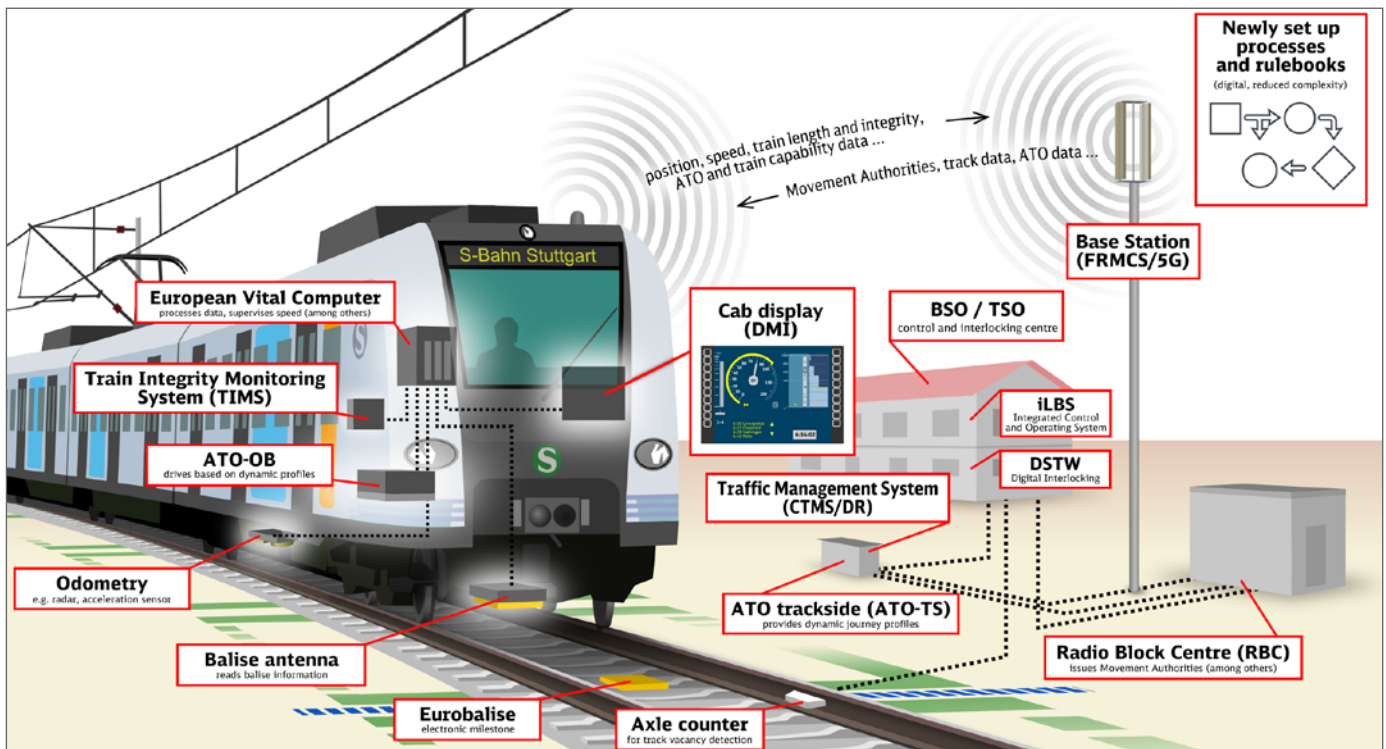 Newly set up
processes
and rulebooks
(digital, reduced complexity)
position, speed, train length and integrity,
ATO and train capability data ...
Movement Authorities, track data, ATO data ...
Base Station
(FRMCS/5G)
S-Bahn Stuttgart
European Vital Computer
processes data, supervises speed (among others)
Cab display
(DMI)
BSO / TSO
control and interlocking centre
Train Integrity Monitoring
System (TIMS)
iLBS
Integrated Control
and Operating System
ATO-OB
drives based on dynamic profiles
S
S
DSTW
Digital Interlocking
Traffic Management System
(CTMS/DR)
Odometry
e.g. radar, acceleration sensor
ATO trackside (ATO-TS)
provides dynamic journey profiles
Balise antenna
reads balise information
Radio Block Centre (RBC)
issues Movement Authorities (among others)
Eurobalise
electronic milestone
Axle counter
for track vacancy detection